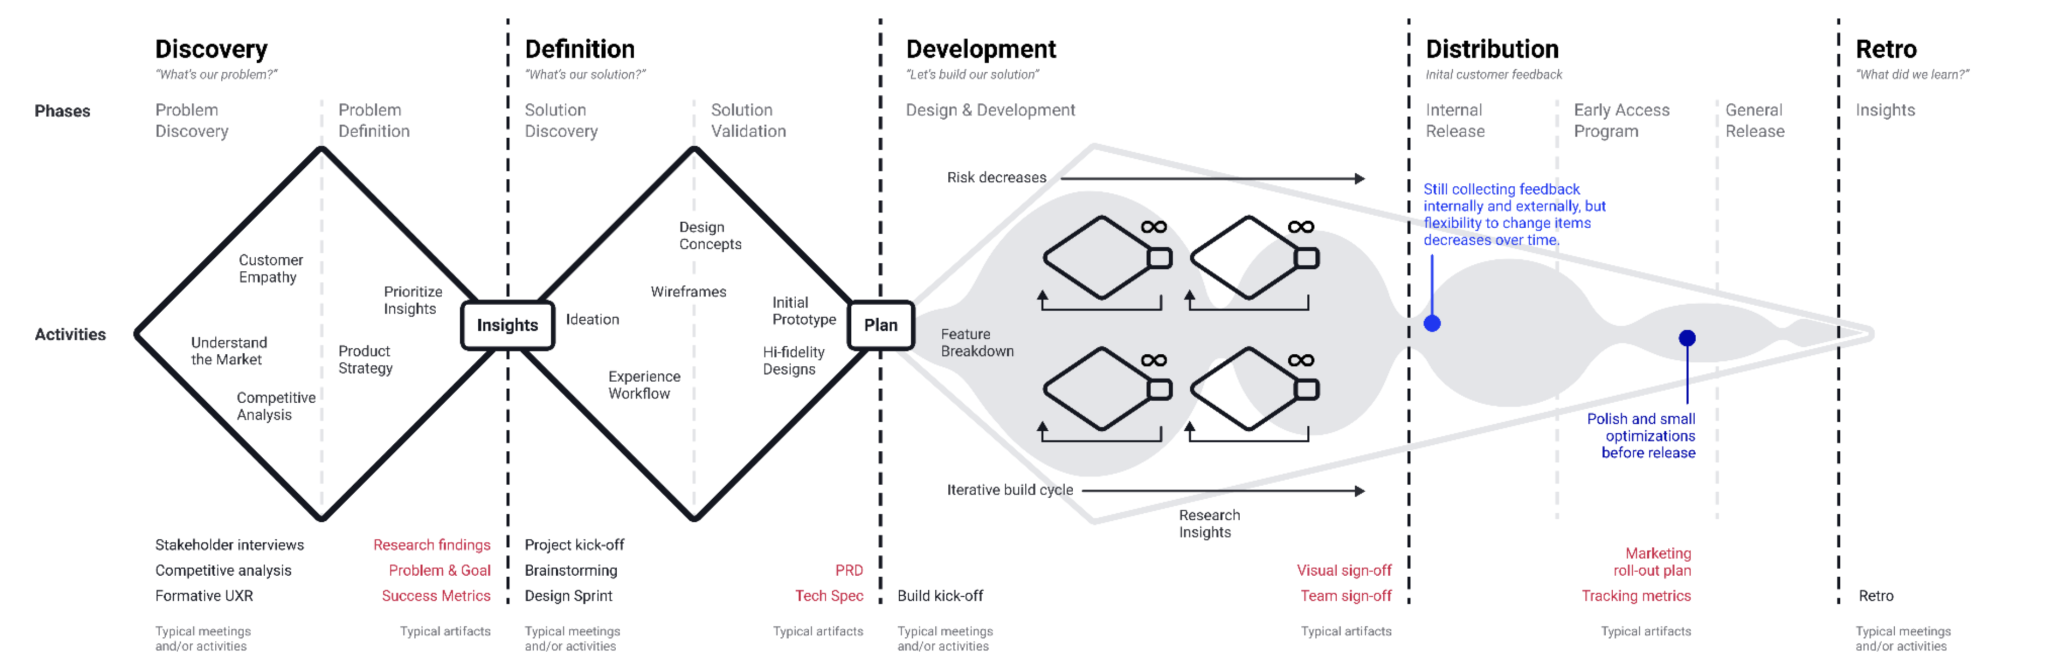 Discovery
"What's our problem?"
Definition
"What's our solution?"
Development
"Let's build our solution"
Distribution
Inital customer feedback
Retro
"What did we learn?"
Phases
Problem
Discovery
Problem
Definition
Solution
Discovery
Solution
Validation
Design & Development
Internal
Release
Early Access
Program
General
Release
Insights
Activities
Customer
Empathy
Understand
the Market
Competitive
Analysis
Prioritize
Insights
Product
Strategy
Insights
Ideation
Design
Concepts
Wireframes
Experience
Workflow
Initial
Prototype
Hi-fidelity
Designs
Plan
Risk decreases
Feature
Breakdown
∞
∞
∞
∞
Iterative build cycle
Research
Insights
Still collecting feedback
internally and externally, but
flexibility to change items
decreases over time.
Polish and small
optimizations
before release
Stakeholder interviews
Competitive analysis
Formative UXR
Typical meetings
and/or activities
Research findings
Problem & Goal
Success Metrics
Typical artifacts
Project kick-off
Brainstorming
Design Sprint
Typical meetings
and/or activities
PRD
Tech Spec
Typical artifacts
Build kick-off
Typical meetings
and/or activities
Visual sign-off
Team sign-off
Typical artifacts
Marketing
roll-out plan
Tracking metrics
Typical artifacts
Retro
Typical meetings
and/or activities